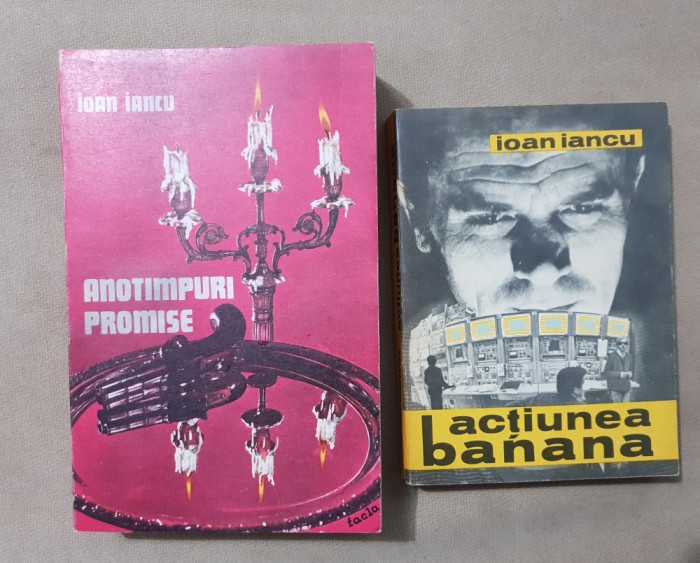 ioan iancu
ANOTIMPURI
PROMISE
facla
ioan iancu
acțiunea
banana